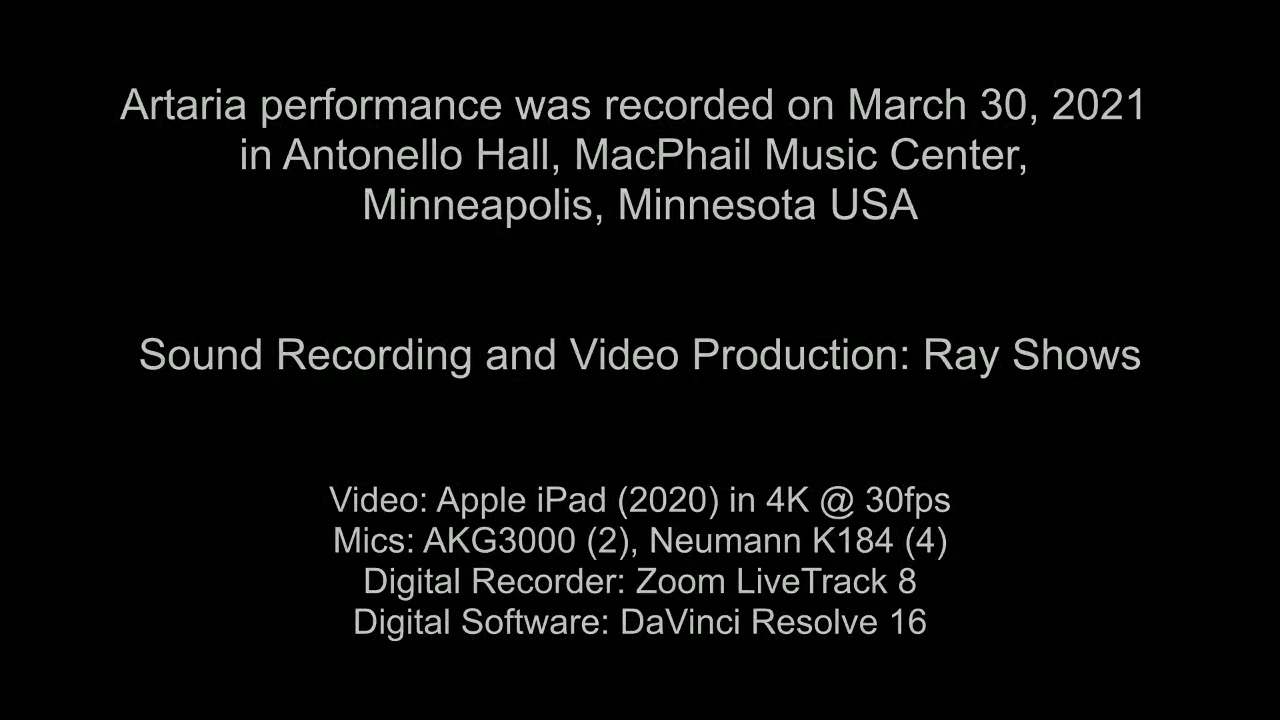 Artaria performance was recorded on March 30, 2021
in Antonello Hall, MacPhail Music Center,
Minneapolis, Minnesota USA
Sound Recording and Video Production: Ray Shows
Video: Apple iPad (2020) in 4K @ 30fps
Mics: AKG3000 (2), Neumann K184 (4)
Digital Recorder: Zoom LiveTrack 8
Digital Software: DaVinci Resolve 16